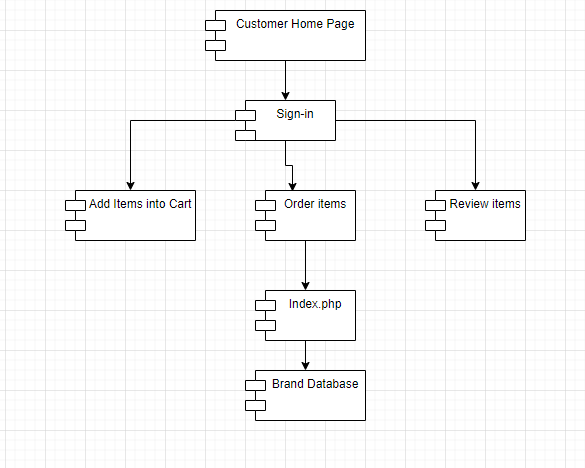 Customer Home Page
Sign-in
Add Items into Cart
Order items
Review items
Index.php
Brand Database